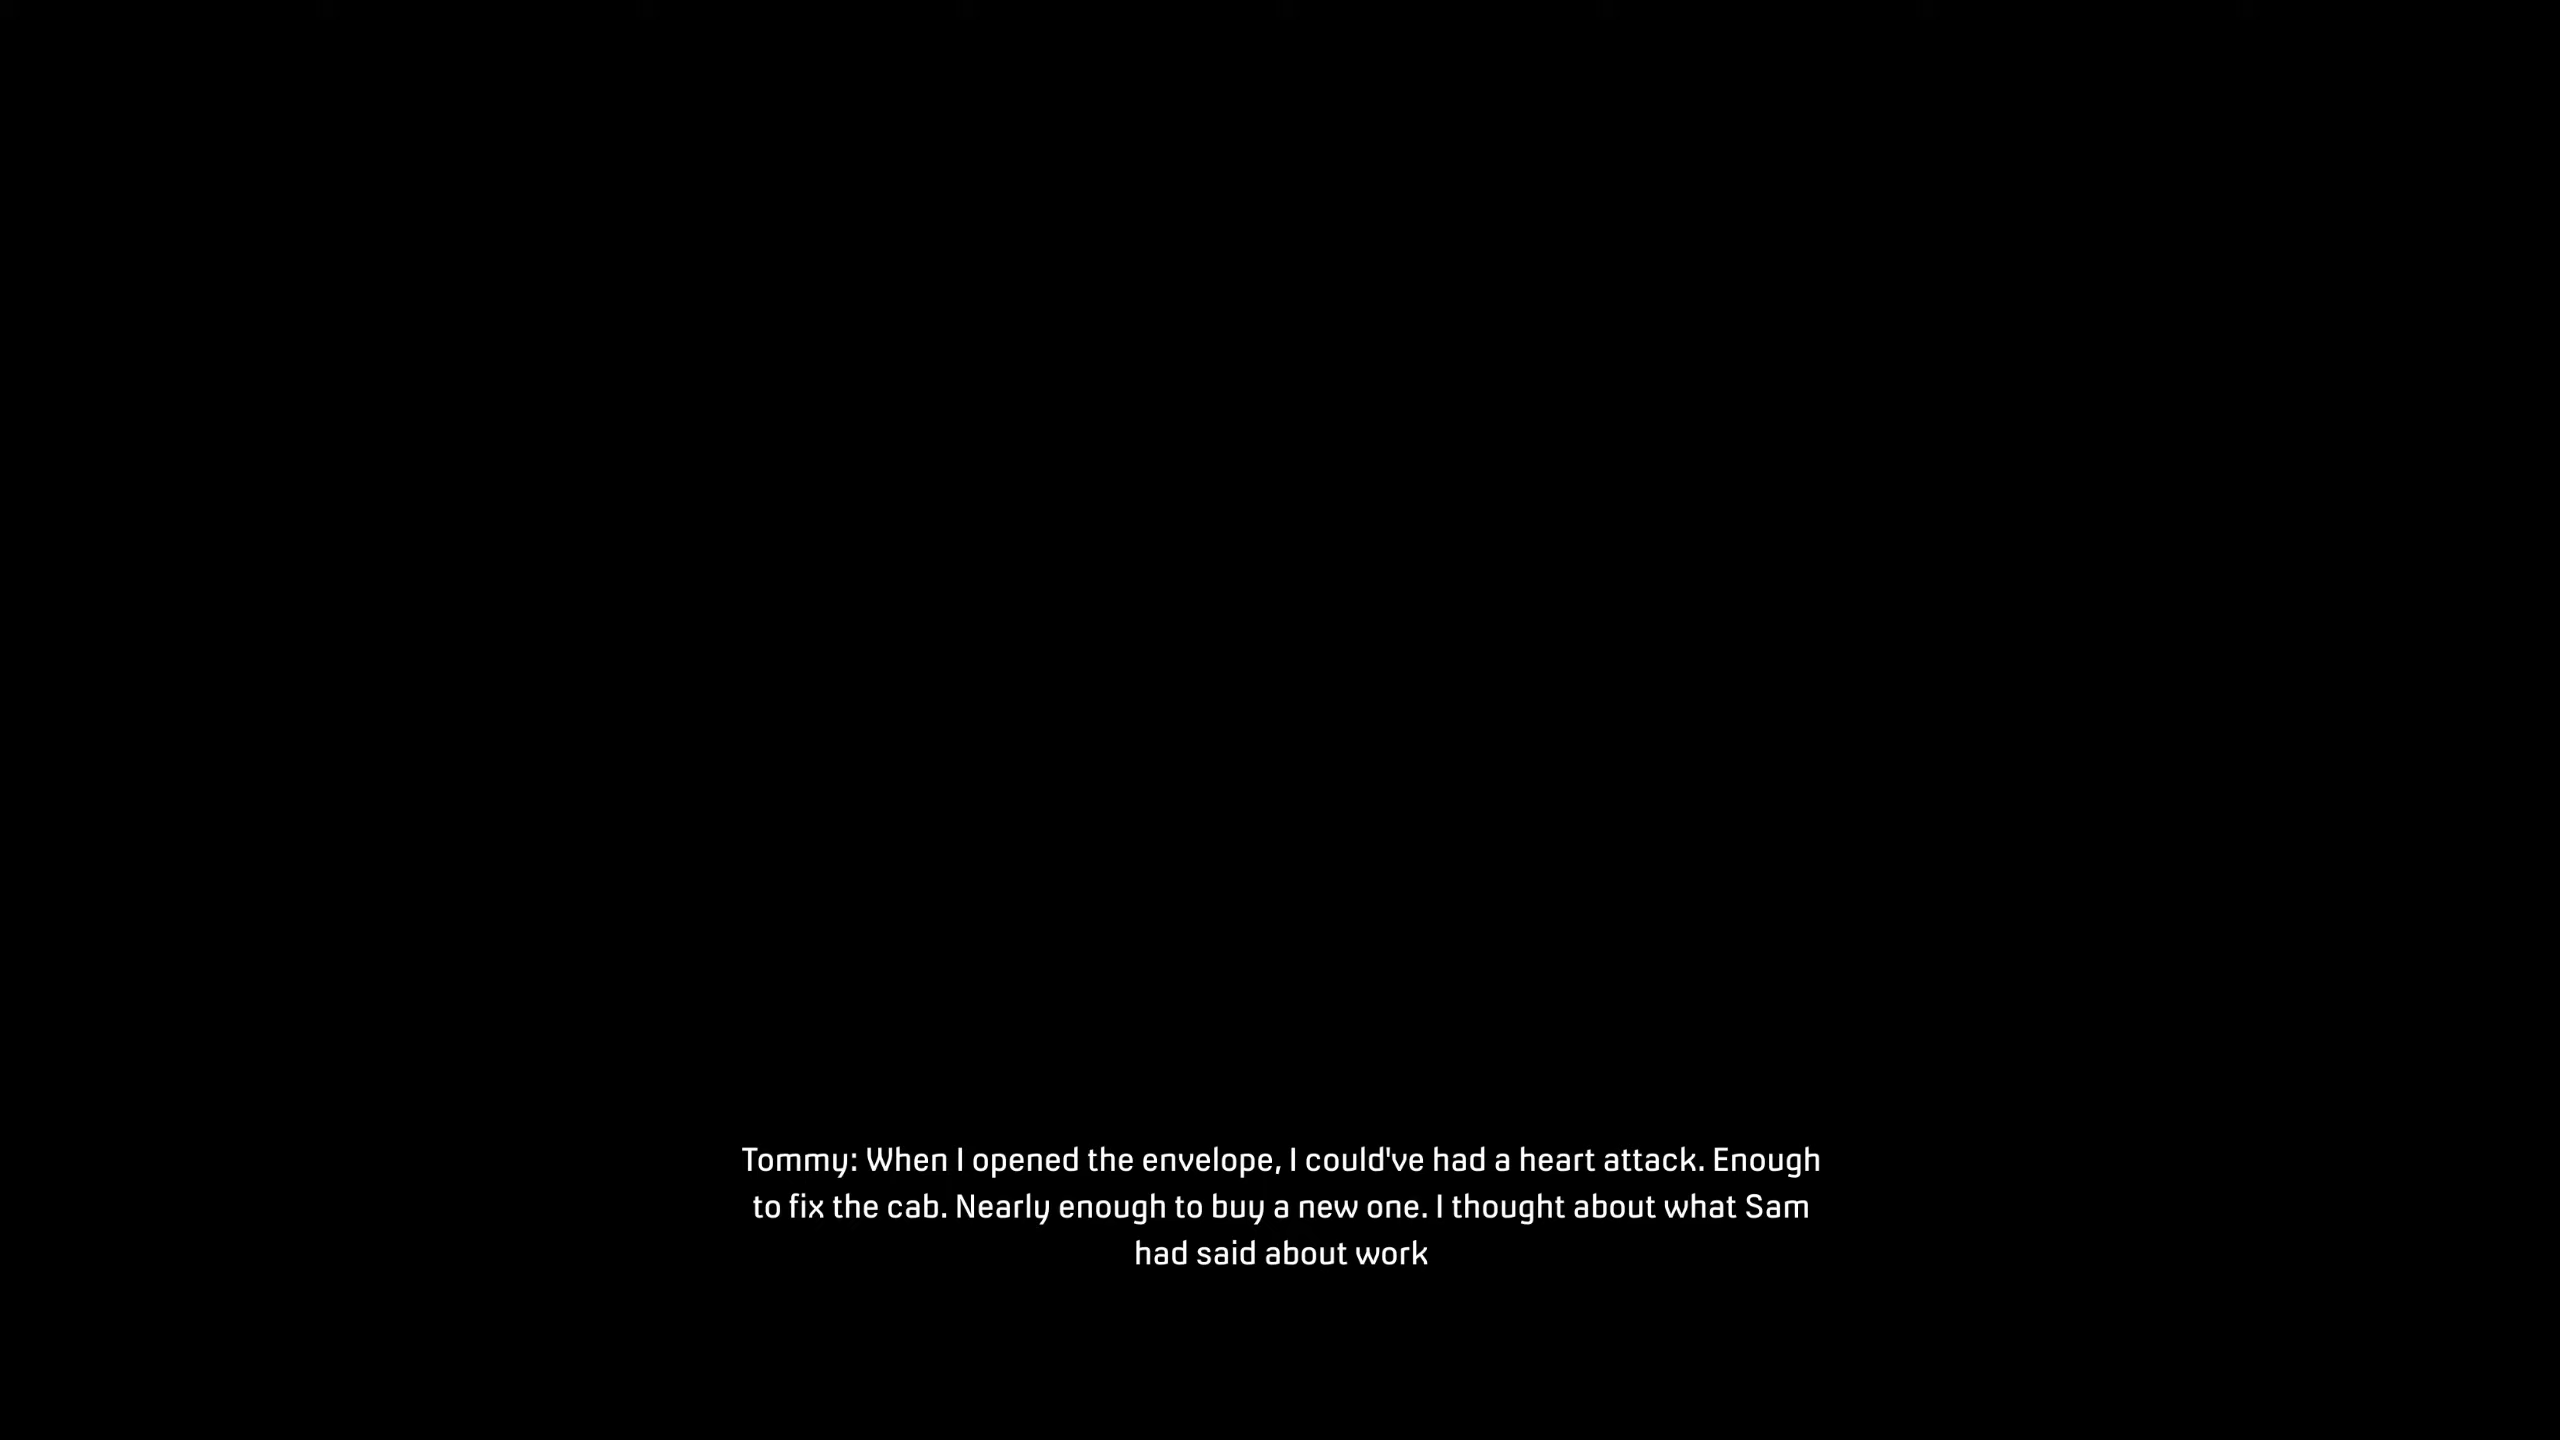 Tommy: When I opened the envelope, I could've had a heart attack. Enough
to fix the cab. Nearly enough to buy a new one. I thought about what Sam
had said about work